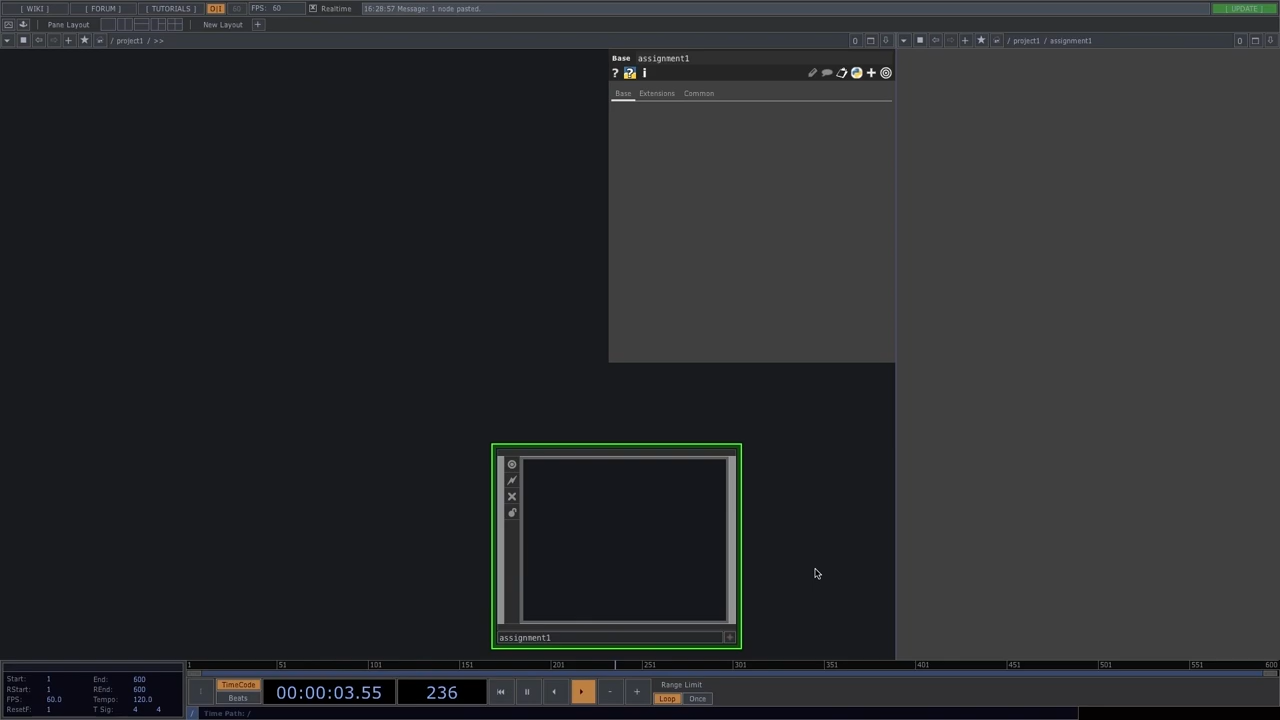 [ WIKI ] [ FORUM ] [ TUTORIALS ] O|I 60 FPS: 60 Realtime 16:28:57 Message: 1 node pasted. [ UPDATE ]
Pane Layout New Layout +
/ project1 / >> 0 / project1 / assignment1 0
Base assignment1
? ? i
Base Extensions Common
assignment1
1 51 101 151 201 251 301 351 401 451 501 551 600
Start: 1 End: 600
RStart: 1 REnd: 600
FPS: 60.0 Tempo: 120.0
ResetF: 1 T Sig: 4 4
TimeCode
Beats
00:00:03.55 236
- +
Range Limit
Loop Once
/ Time Path: /